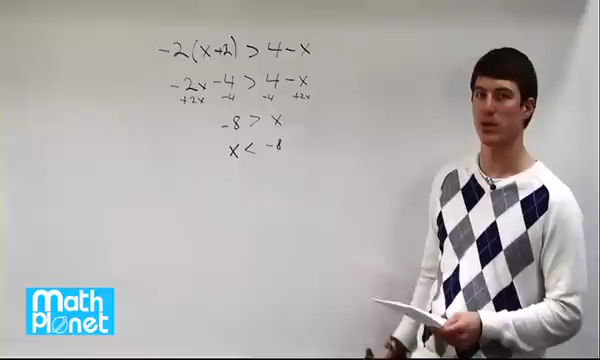 -2(x+2) > 4-x
-2x -4 > 4 -x
+2x -4 -4 +2x
-8 > x
x < -8
Math
Planet